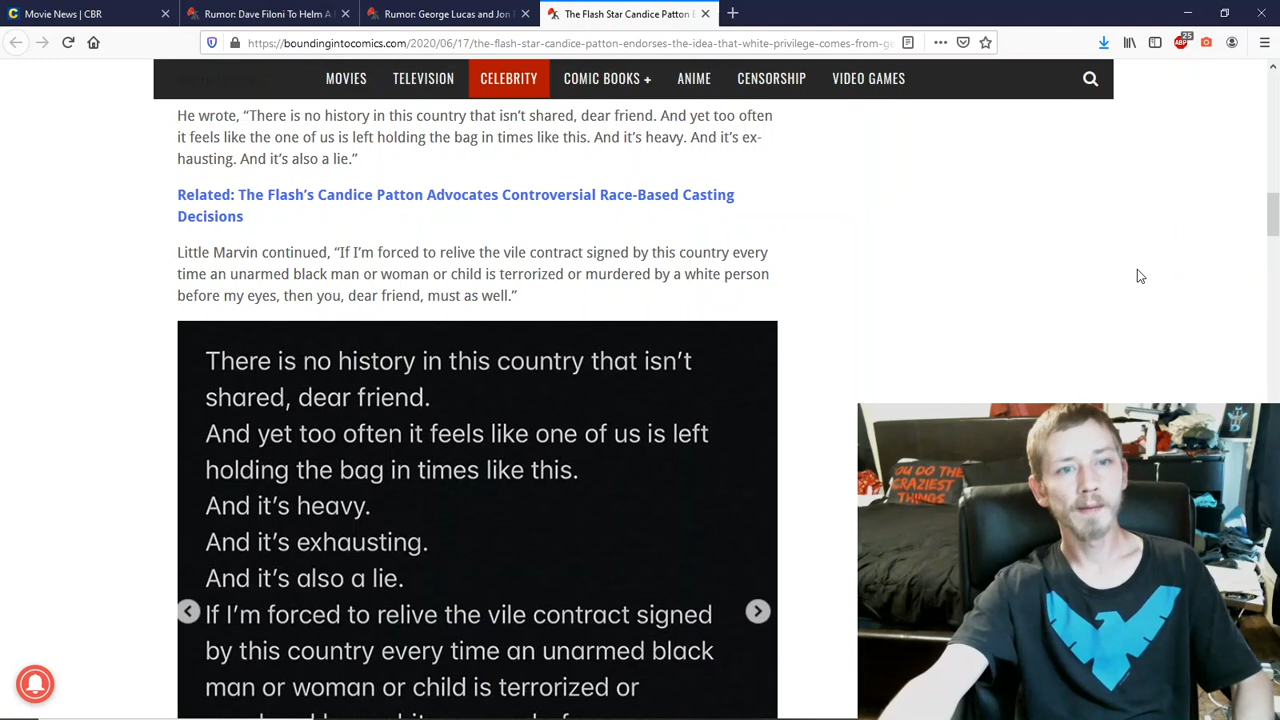 Movie News | CBR
Rumor: Dave Filoni To Helm A
Rumor: George Lucas and Jon
The Flash Star Candice Patton
https://boundingintocomics.com/2020/06/17/the-flash-star-candice-patton-endorses-the-idea-that-white-privilege-comes-from-ge
25
ABP
MOVIES TELEVISION CELEBRITY COMIC BOOKS + ANIME CENSORSHIP VIDEO GAMES
He wrote, “There is no history in this country that isn’t shared, dear friend. And yet too often
it feels like the one of us is left holding the bag in times like this. And it’s heavy. And it’s ex-
hausting. And it’s also a lie.”
Related: The Flash’s Candice Patton Advocates Controversial Race-Based Casting
Decisions
Little Marvin continued, “If I’m forced to relive the vile contract signed by this country every
time an unarmed black man or woman or child is terrorized or murdered by a white person
before my eyes, then you, dear friend, must as well.”
There is no history in this country that isn’t
shared, dear friend.
And yet too often it feels like one of us is left
holding the bag in times like this.
And it’s heavy.
And it’s exhausting.
And it’s also a lie.
If I’m forced to relive the vile contract signed
by this country every time an unarmed black
man or woman or child is terrorized or
YOU DO THE
CRAZIEST
THINGS